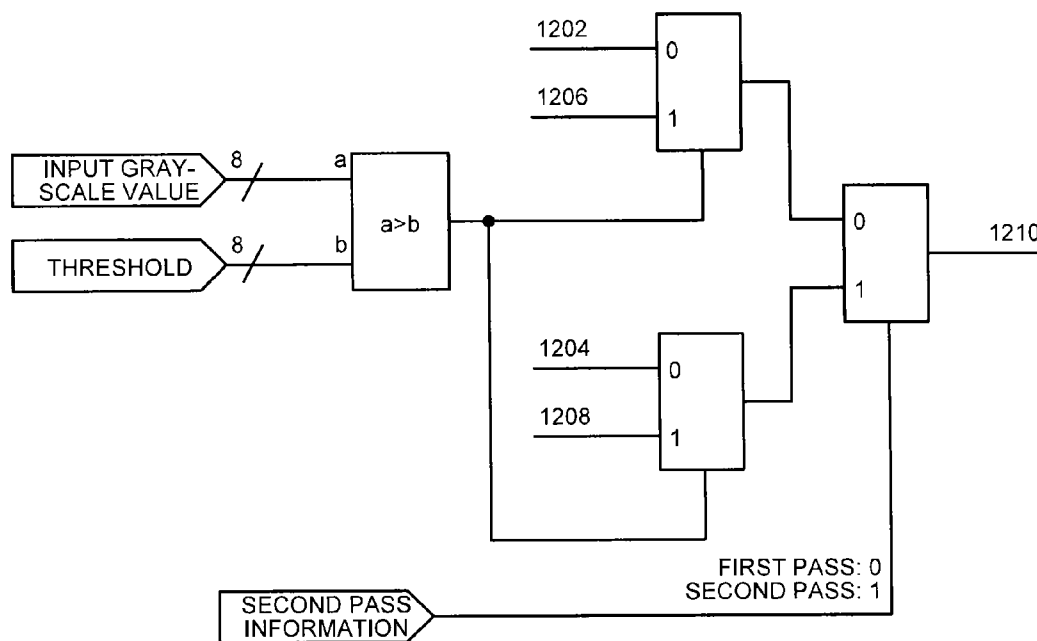 1202
0
1206
1
INPUT GRAY-
SCALE VALUE
8
a
a>b
THRESHOLD
8
b
0
1
1210
1204
0
1208
1
FIRST PASS: 0
SECOND PASS: 1
SECOND PASS
INFORMATION